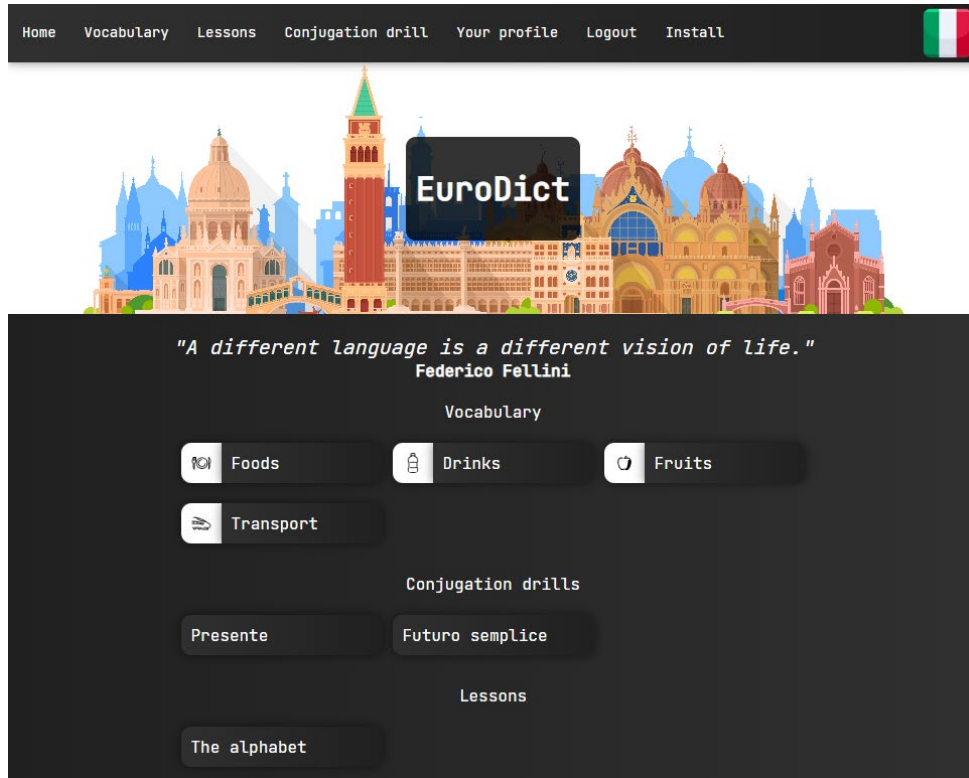 Home Vocabulary Lessons Conjugation drill Your profile Logout Install
EuroDict
"A different language is a different vision of life."
Federico Fellini
Vocabulary
Foods Drinks Fruits
Transport
Conjugation drills
Presente Futuro semplice
Lessons
The alphabet